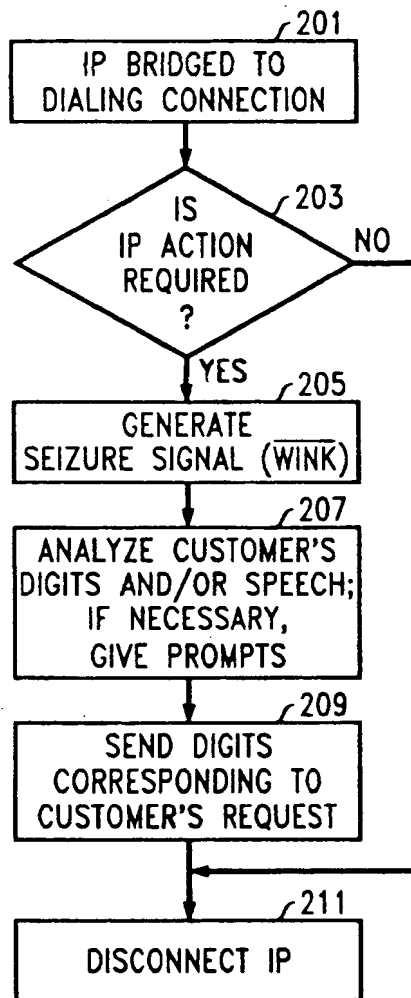 201
IP BRIDGED TO
DIALING CONNECTION
203
IS
IP ACTION
REQUIRED
?
NO
YES
205
GENERATE
SEIZURE SIGNAL (WINK)
207
ANALYZE CUSTOMER'S
DIGITS AND/OR SPEECH;
IF NECESSARY,
GIVE PROMPTS
209
SEND DIGITS
CORRESPONDING TO
CUSTOMER'S REQUEST
211
DISCONNECT IP